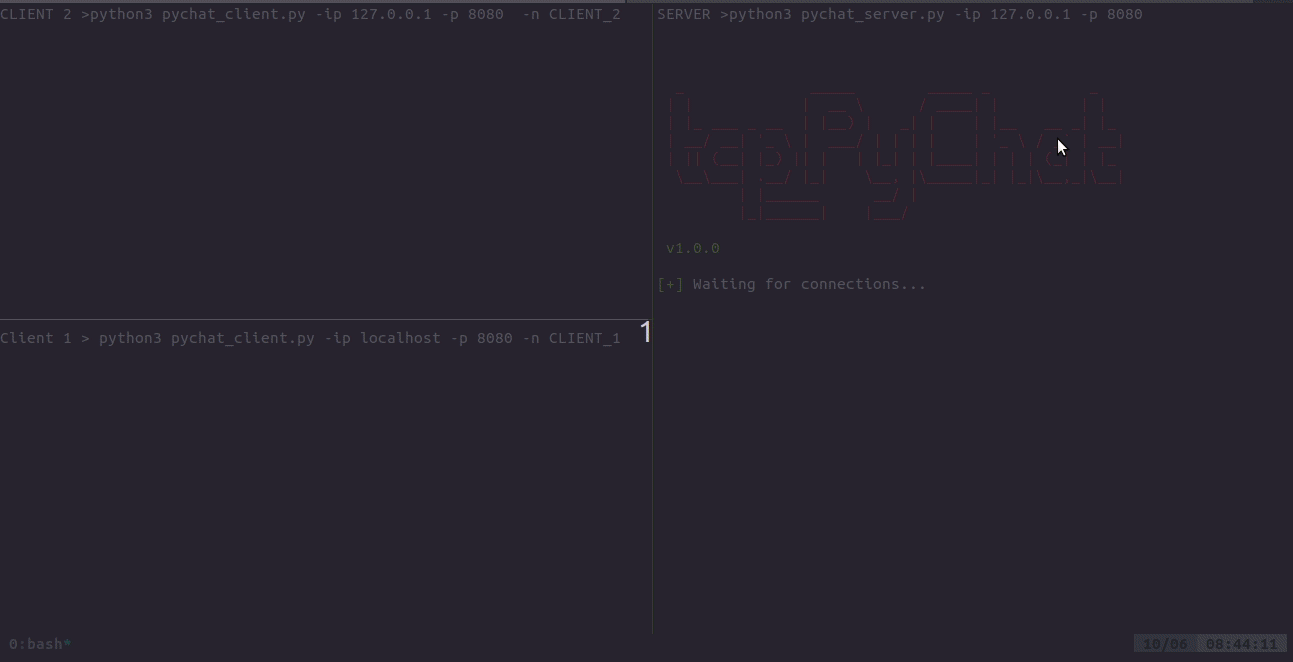 CLIENT 2 >python3 pychat_client.py -ip 127.0.0.1 -p 8080  -n CLIENT_2
Client 1 > python3 pychat_client.py -ip localhost -p 8080 -n CLIENT_1
1
SERVER >python3 pychat_server.py -ip 127.0.0.1 -p 8080
tcp_PyChat
v1.0.0
[+] Waiting for connections...
0:bash*
10/06 08:44:11